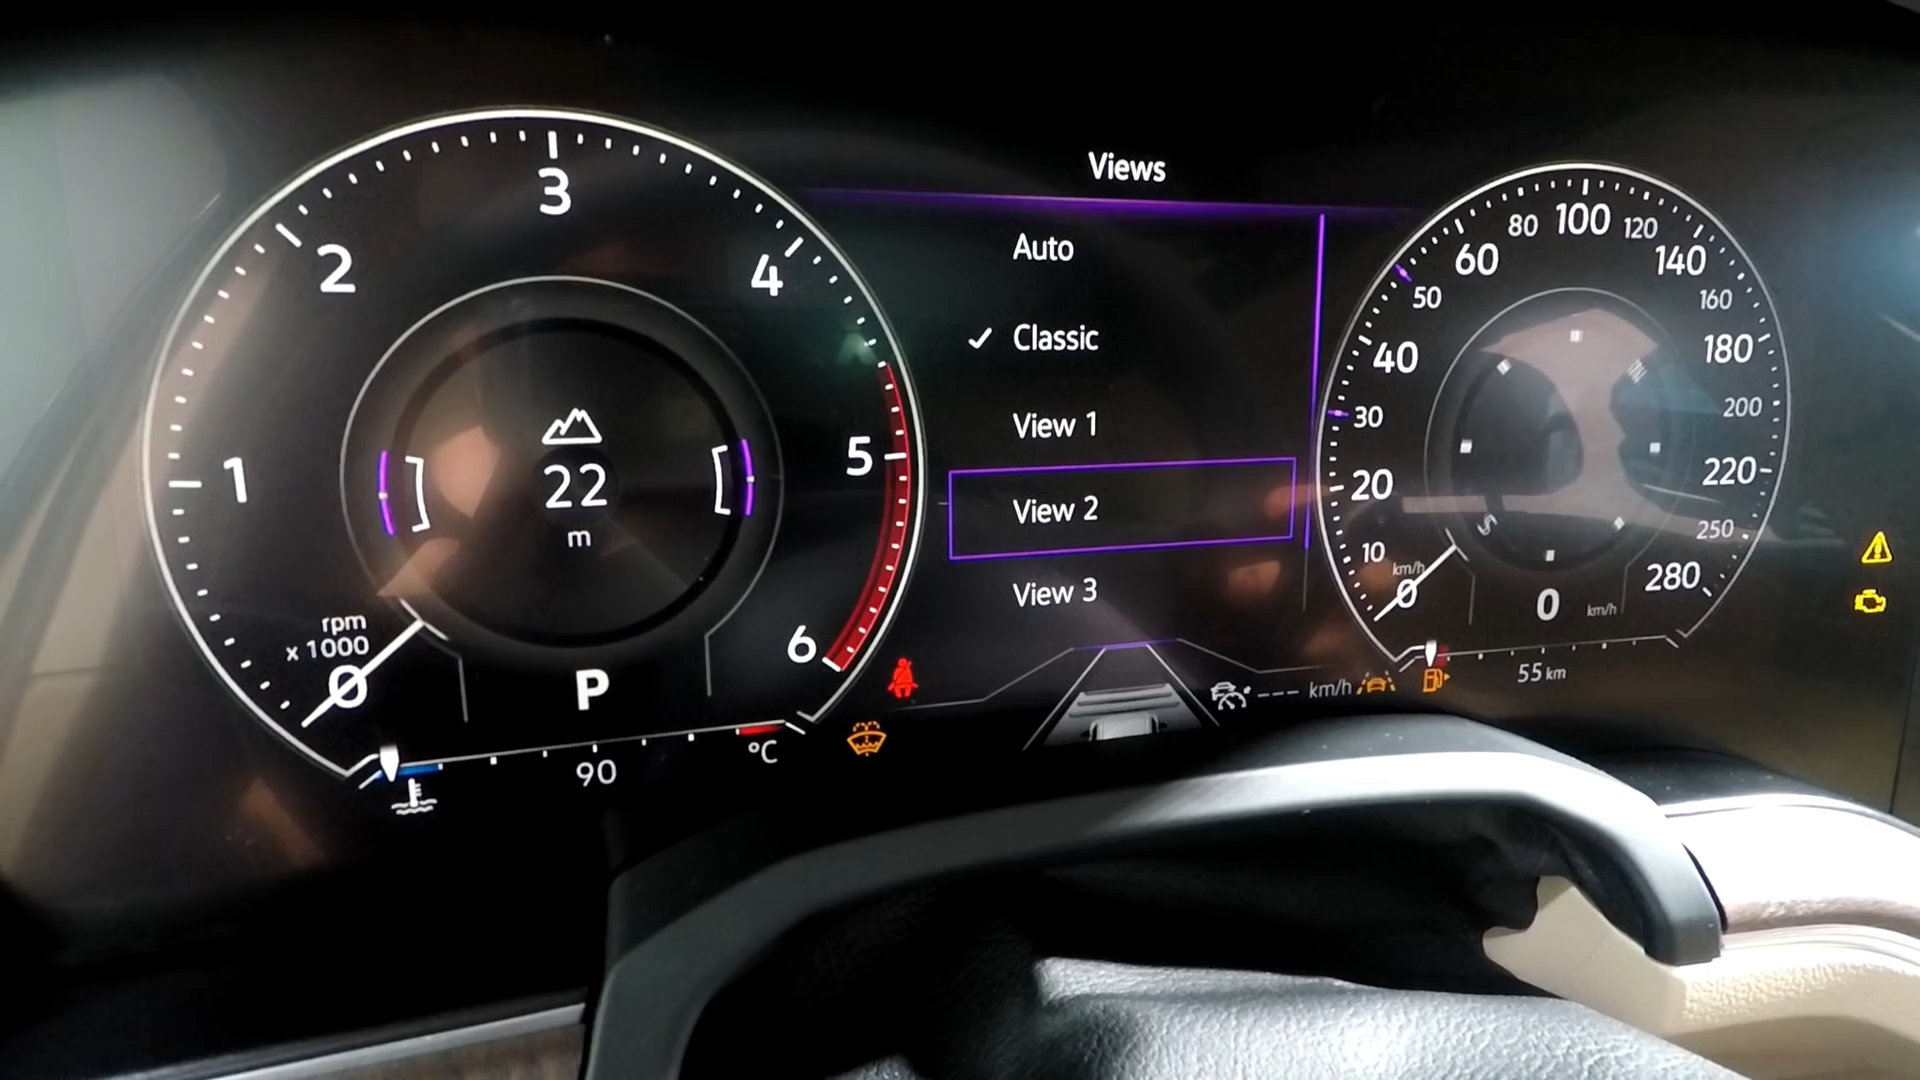 3
2
4
1
5
22
m
rpm
x 1000
0
6
P
90
°C
Views
Auto
Classic
View 1
View 2
View 3
--- km/h
80 100 120
60
140
50
160
40
180
30
200
20
220
10
250
km/h
0
280
0 km/h
55 km